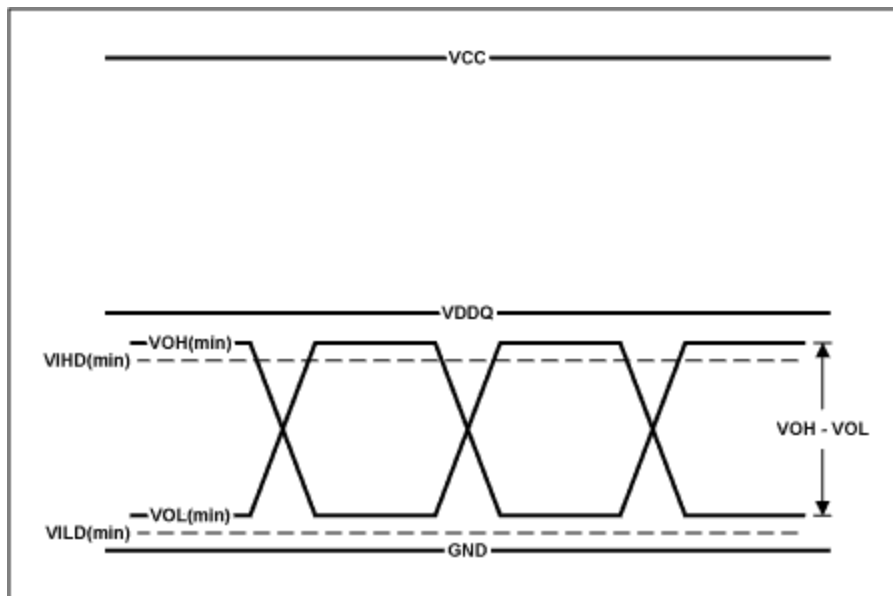 VCC
VDDQ
VOH(min)
VIHD(min)
VOH - VOL
VOL(min)
VILD(min)
GND